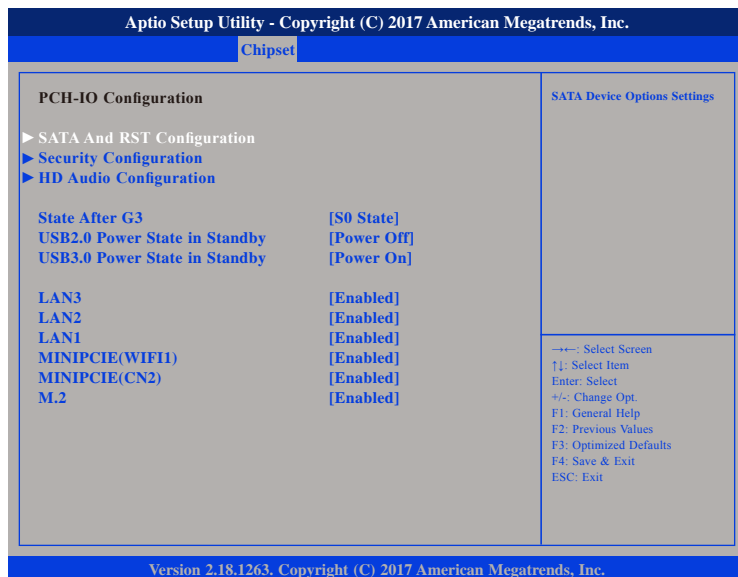 Aptio Setup Utility - Copyright (C) 2017 American Megatrends, Inc.
Chipset
PCH-IO Configuration
► SATA And RST Configuration
► Security Configuration
► HD Audio Configuration
State After G3 [S0 State]
USB2.0 Power State in Standby [Power Off]
USB3.0 Power State in Standby [Power On]
LAN3 [Enabled]
LAN2 [Enabled]
LAN1 [Enabled]
MINIPCIE(WIFI1) [Enabled]
MINIPCIE(CN2) [Enabled]
M.2 [Enabled]
SATA Device Options Settings
→←: Select Screen
↑↓: Select Item
Enter: Select
+/-: Change Opt.
F1: General Help
F2: Previous Values
F3: Optimized Defaults
F4: Save & Exit
ESC: Exit
Version 2.18.1263. Copyright (C) 2017 American Megatrends, Inc.